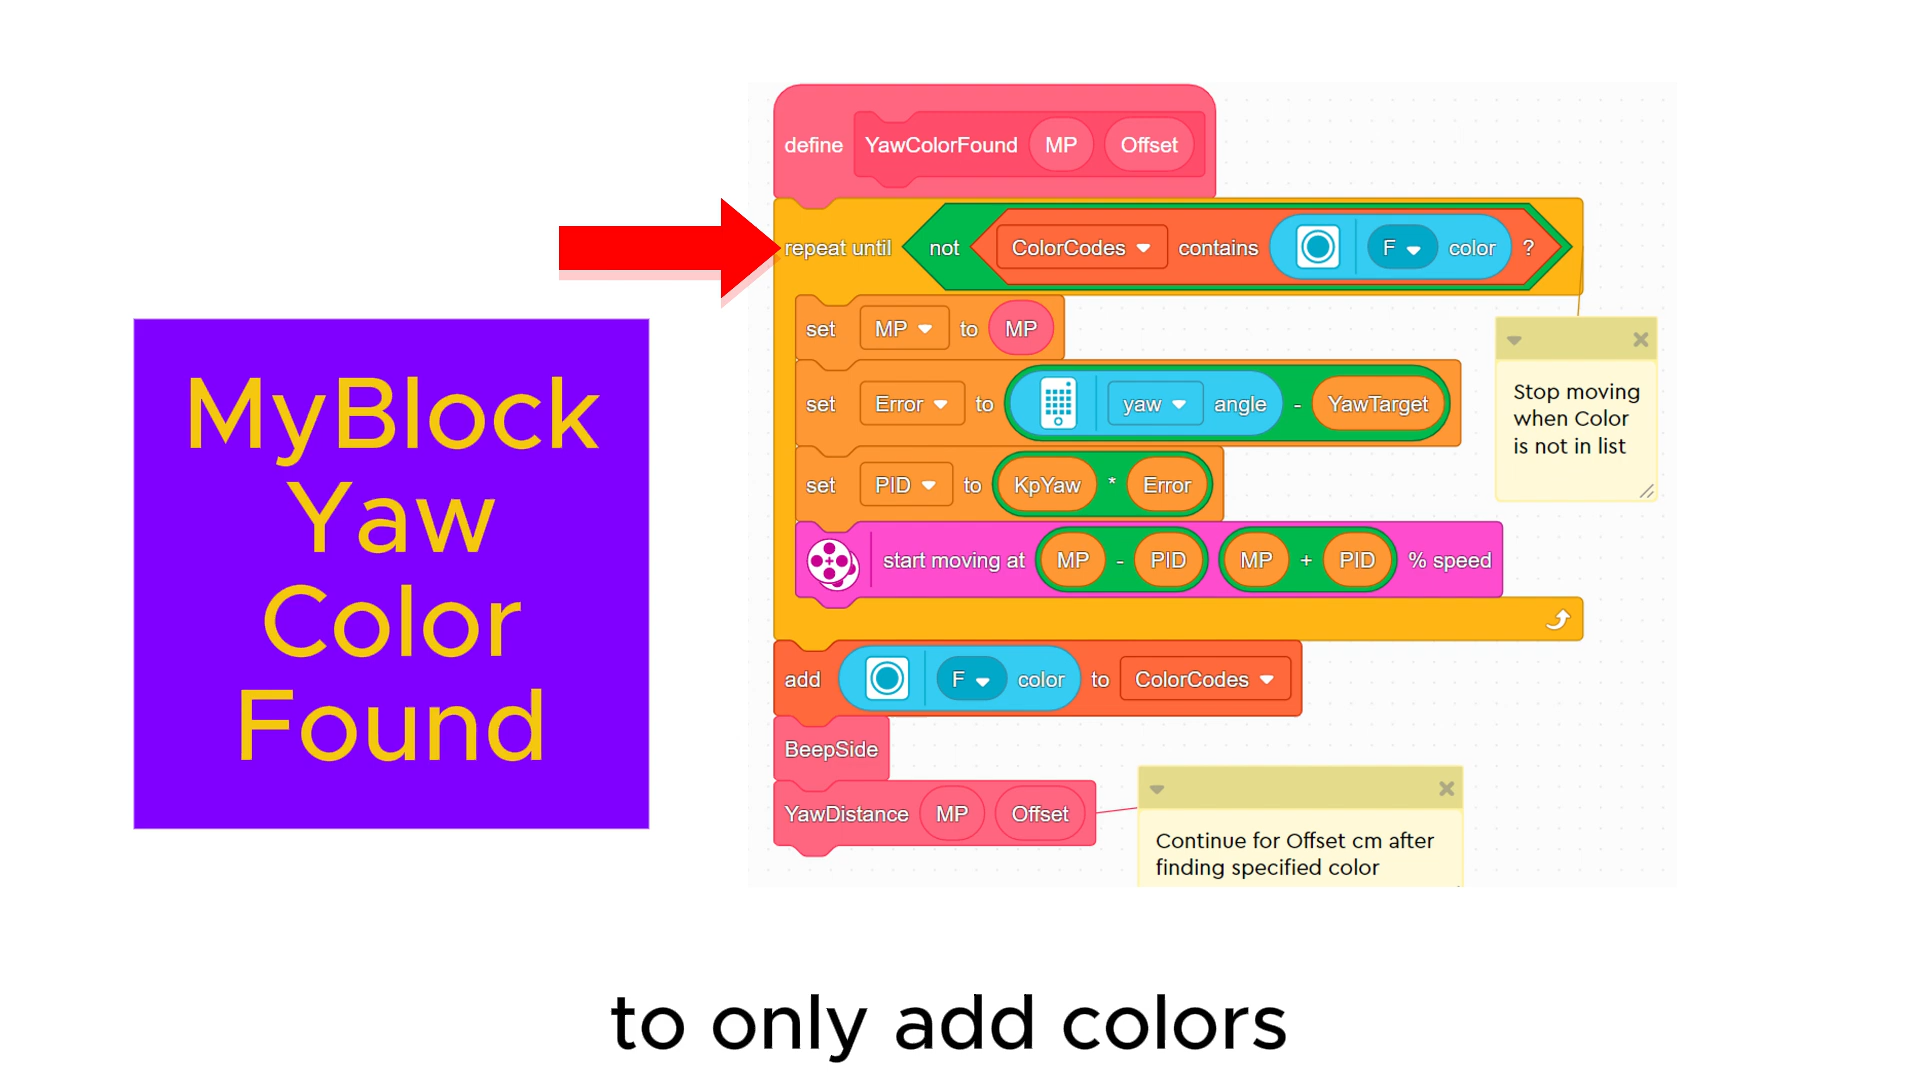 define YawColorFound MP Offset
repeat until not ColorCodes contains F color ?
set MP to MP
set Error to yaw angle - YawTarget
set PID to KpYaw * Error
start moving at MP - PID MP + PID % speed
add F color to ColorCodes
BeepSide
YawDistance MP Offset
Stop moving
when Color
is not in list
Continue for Offset cm after
finding specified color
MyBlock
Yaw
Color
Found
to only add colors